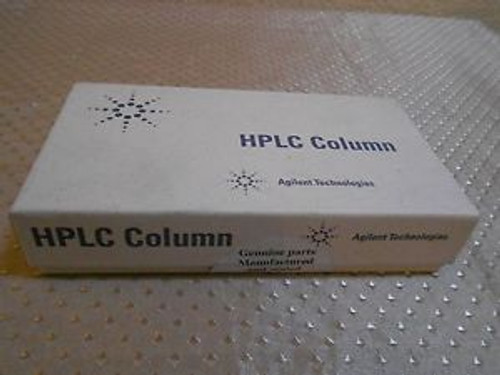 HPLC Column
Agilent Technologies
HPLC Column
Agilent Technologies
Genuine parts
Manufactured